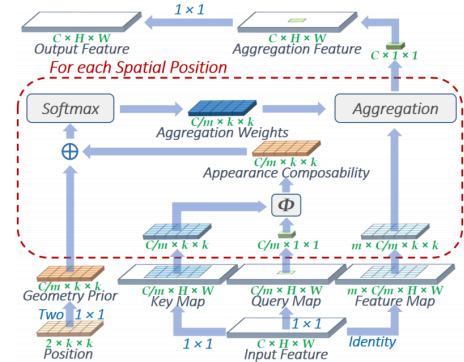 1 × 1
C × H × W
C × H × W
Output Feature
Aggregation Feature
C × 1 × 1
For each Spatial Position
Softmax
Aggregation
C/m × k × k
Aggregation Weights
C/m × k × k
Appearance Composability
Φ
C/m × k × k
C/m × 1 × 1
m × C/m × k × k
C/m × k × k
C/m × H × W
C/m × H × W
m × C/m × H × W
Geometry Prior
Key Map
Query Map
Feature Map
Two 1 × 1
1 × 1
2 × k × k
1 × 1
C × H × W
Identity
Position
Input Feature